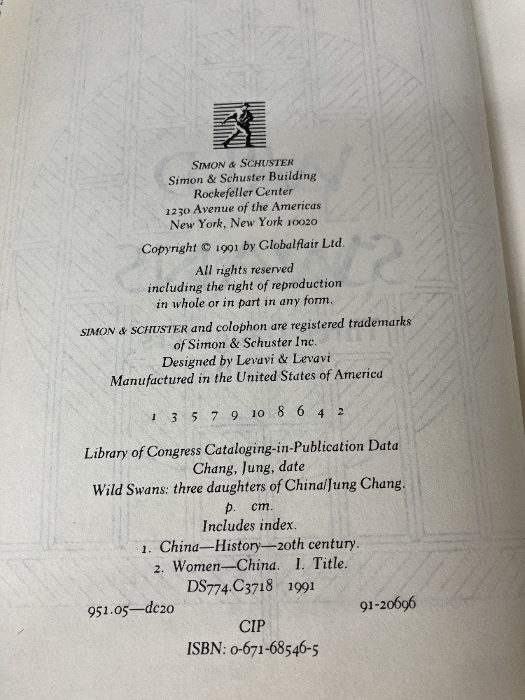 SIMON & SCHUSTER
Simon & Schuster Building
Rockefeller Center
1230 Avenue of the Americas
New York, New York 10020
Copyright © 1991 by Globalflair Ltd.
All rights reserved
including the right of reproduction
in whole or in part in any form.
SIMON & SCHUSTER and colophon are registered trademarks
of Simon & Schuster Inc.
Designed by Levavi & Levavi
Manufactured in the United States of America
1 3 5 7 9 10 8 6 4 2
Library of Congress Cataloging-in-Publication Data
Chang, Jung, date
Wild Swans: three daughters of China/Jung Chang.
p. cm.
Includes index.
1. China—History—20th century.
2. Women—China. I. Title.
DS774.C3718 1991
951.05—dc20 91-20696
CIP
ISBN: 0-671-68546-5